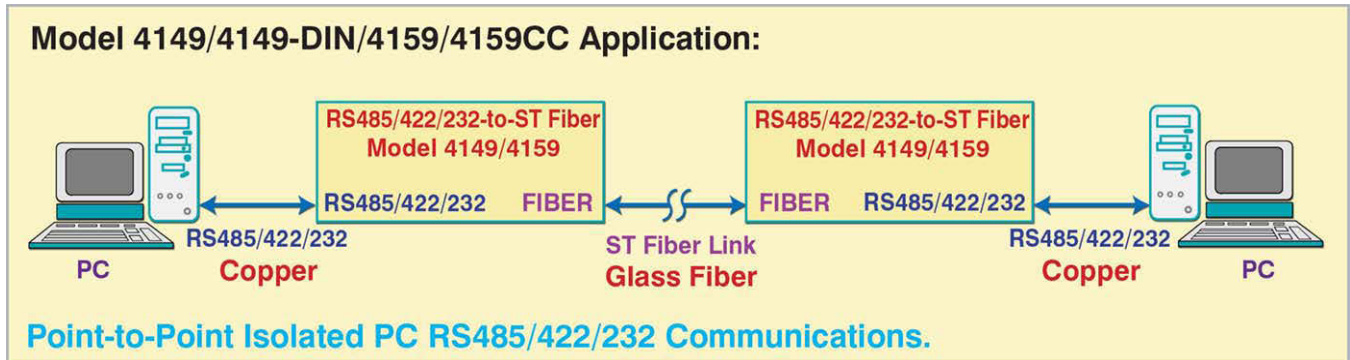 Model 4149/4149-DIN/4159/4159CC Application:
RS485/422/232-to-ST Fiber
Model 4149/4159
RS485/422/232 FIBER
RS485/422/232-to-ST Fiber
Model 4149/4159
FIBER RS485/422/232
RS485/422/232
Copper
PC
ST Fiber Link
Glass Fiber
RS485/422/232
Copper
PC
Point-to-Point Isolated PC RS485/422/232 Communications.